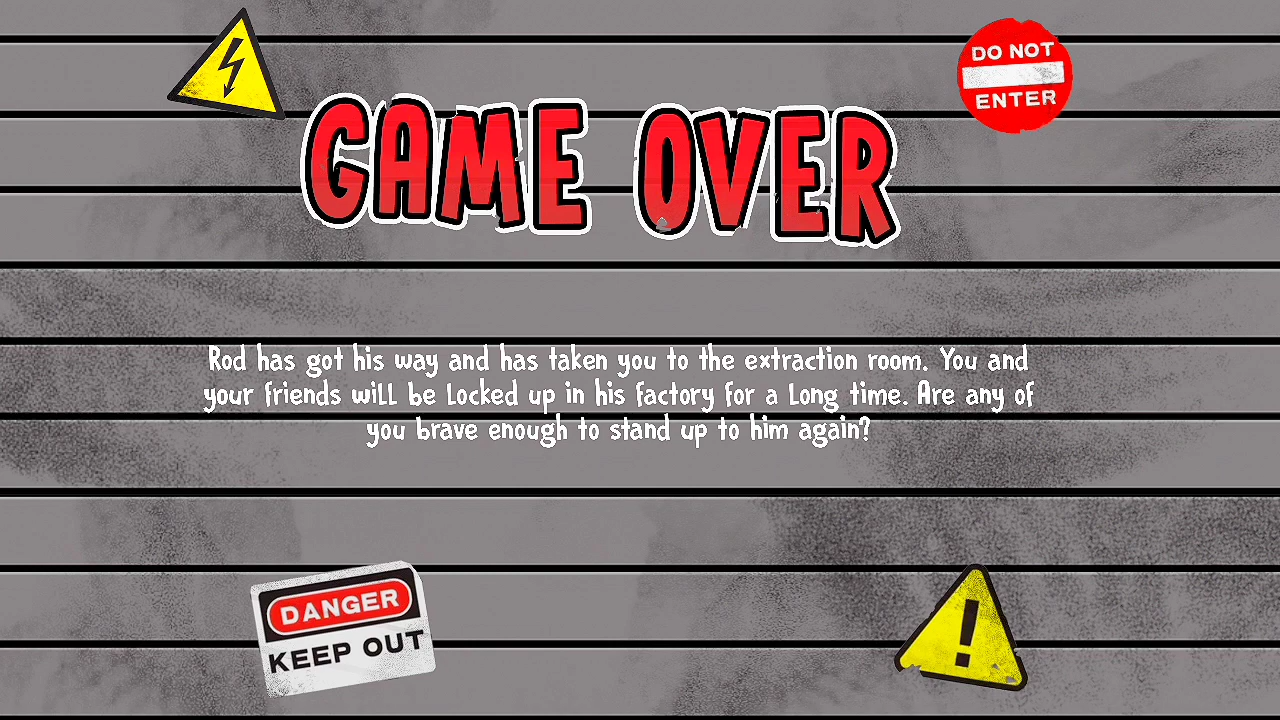 DO NOT
ENTER
GAME OVER
Rod has got his way and has taken you to the extraction room. You and
your friends will be locked up in his factory for a long time. Are any of
you brave enough to stand up to him again?
DANGER
KEEP OUT
!